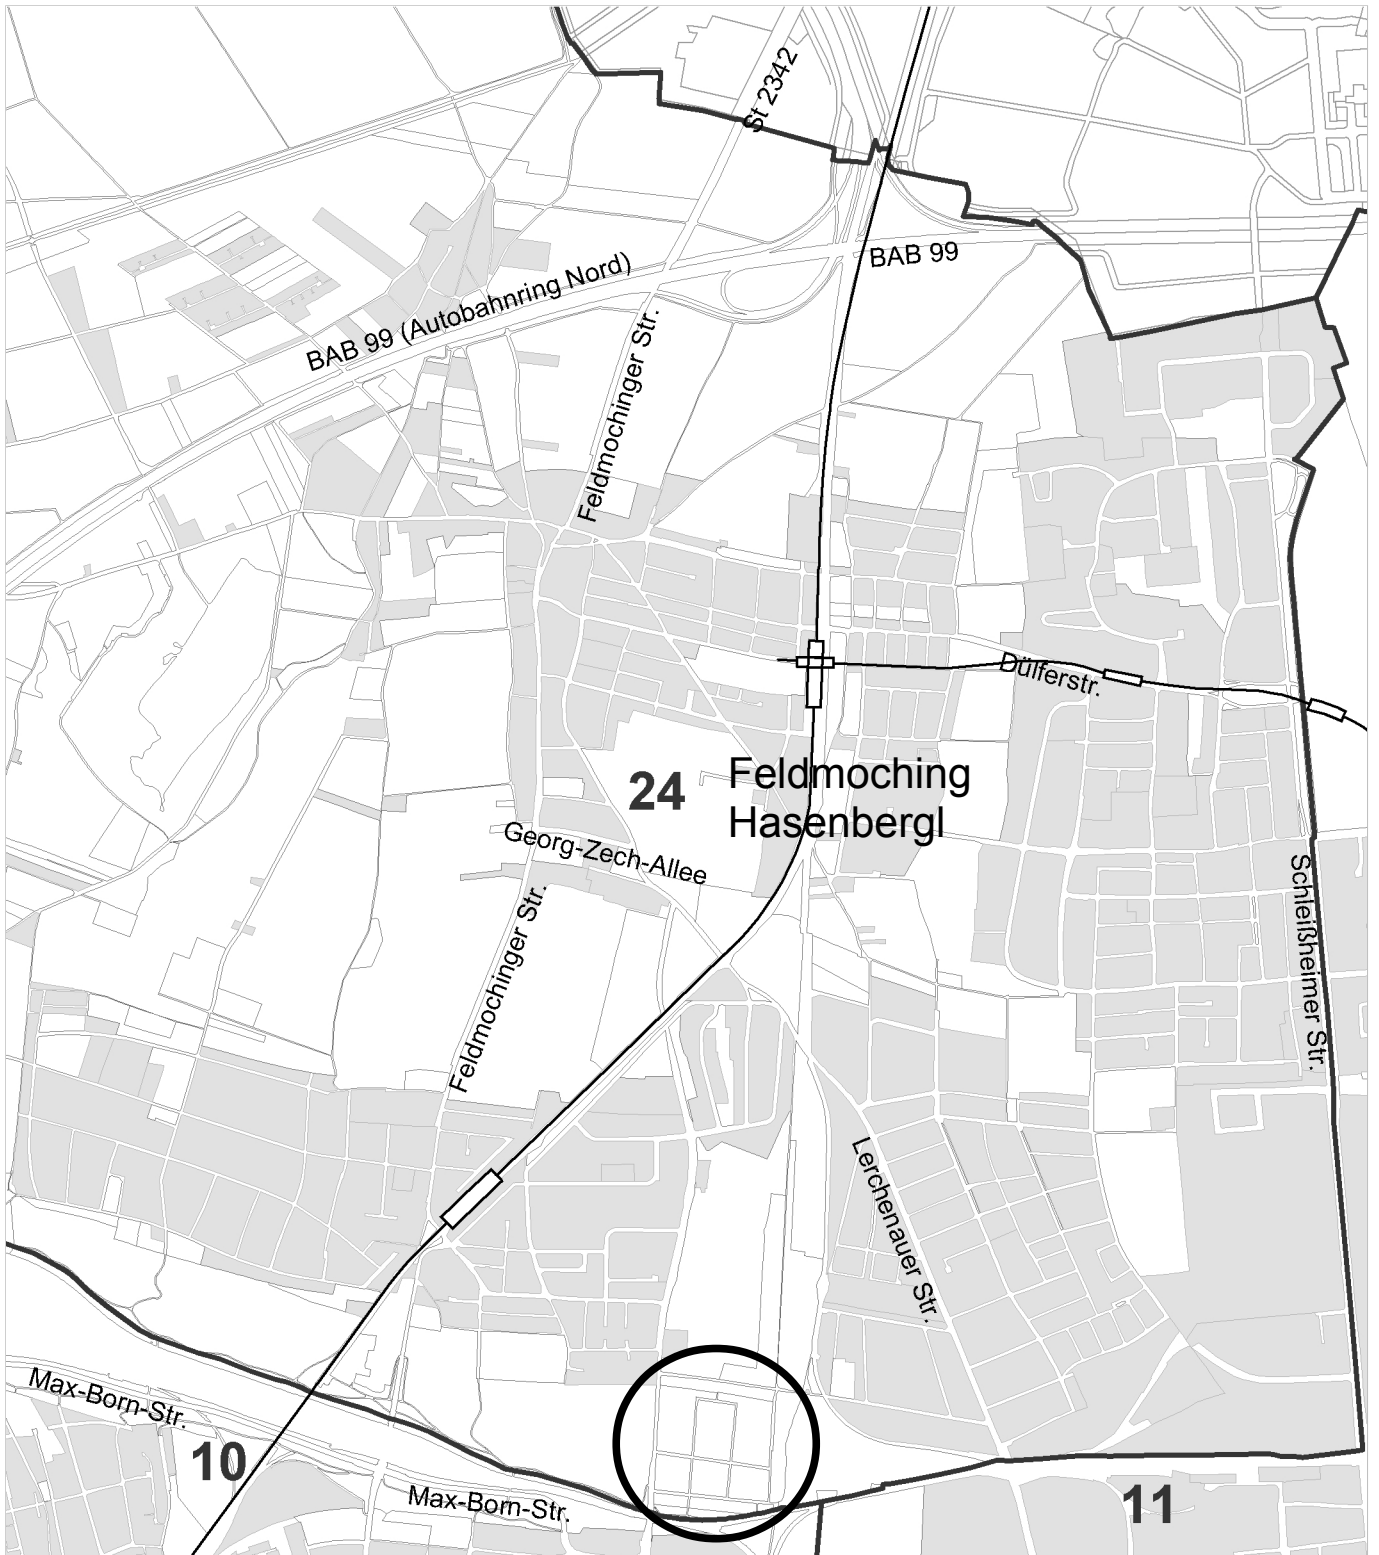 St 2342
BAB 99
BAB 99 (Autobahnring Nord)
Feldmochinger Str.
Dülferstr.
24
Feldmoching
Hasenbergl
Georg-Zech-Allee
Feldmochinger Str.
Schleißheimer Str.
Lerchenauer Str.
Max-Born-Str.
10
Max-Born-Str.
11